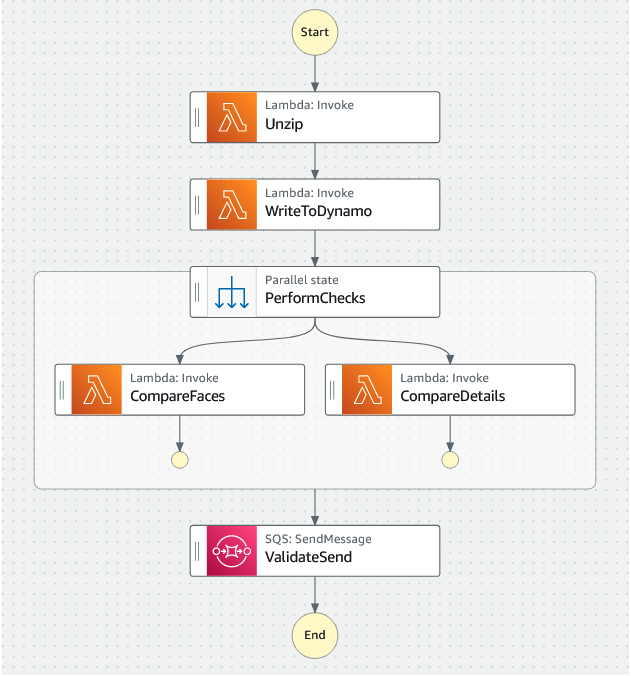 Start
Lambda: Invoke
Unzip
Lambda: Invoke
WriteToDynamo
Parallel state
PerformChecks
Lambda: Invoke
CompareFaces
Lambda: Invoke
CompareDetails
SQS: SendMessage
ValidateSend
End